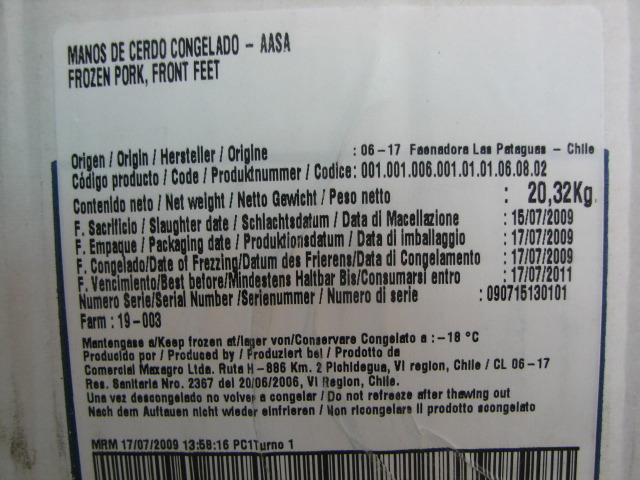 MANOS DE CERDO CONGELADO - AASA
FROZEN PORK, FRONT FEET
Origen / Origin / Hersteller / Origine : 06-17 Faenadora Las Pataguas - Chile
Código producto / Code / Produktnummer / Codice: 001.001.006.001.01.01.06.08.02
Contenido neto / Net weight / Netto Gewicht / Peso netto : 20,32Kg.
F. Sacrificio / Slaughter date / Schlachtsdatum / Data di Macellazione : 15/07/2009
F. Empaque / Packaging date / Produktionsdatum / Data di imballaggio : 17/07/2009
F. Congelado/Date of Frezzing/Datum des Frierens/Data di Congelamento : 17/07/2009
F. Vencimiento/Best before/Mindestens Haltbar Bis/Consumarsi entro : 17/07/2011
Numero Serie/Serial Number /Serienummer / Numero di serie : 090715130101
Farm : 19-003
Mantengase a/Keep frozen at/lager von/Conservare Congelato a : -18 °C
Producido por / Produced by / Produziert bei / Prodotto da
Comercial Maxagro Ltda. Ruta H-886 Km. 2 Pichidegua, VI region, Chile / CL 06-17
Res. Sanitaria Nro. 2367 del 20/06/2006, VI Region, Chile.
Una vez descongelado no volver a congelar / Do not refreeze after thawing out
Nach dem Auftauen nicht wieder einfrieren / Non ricongelare il prodotto scongelato
MRM 17/07/2009 13:58:16 PC1Turno 1